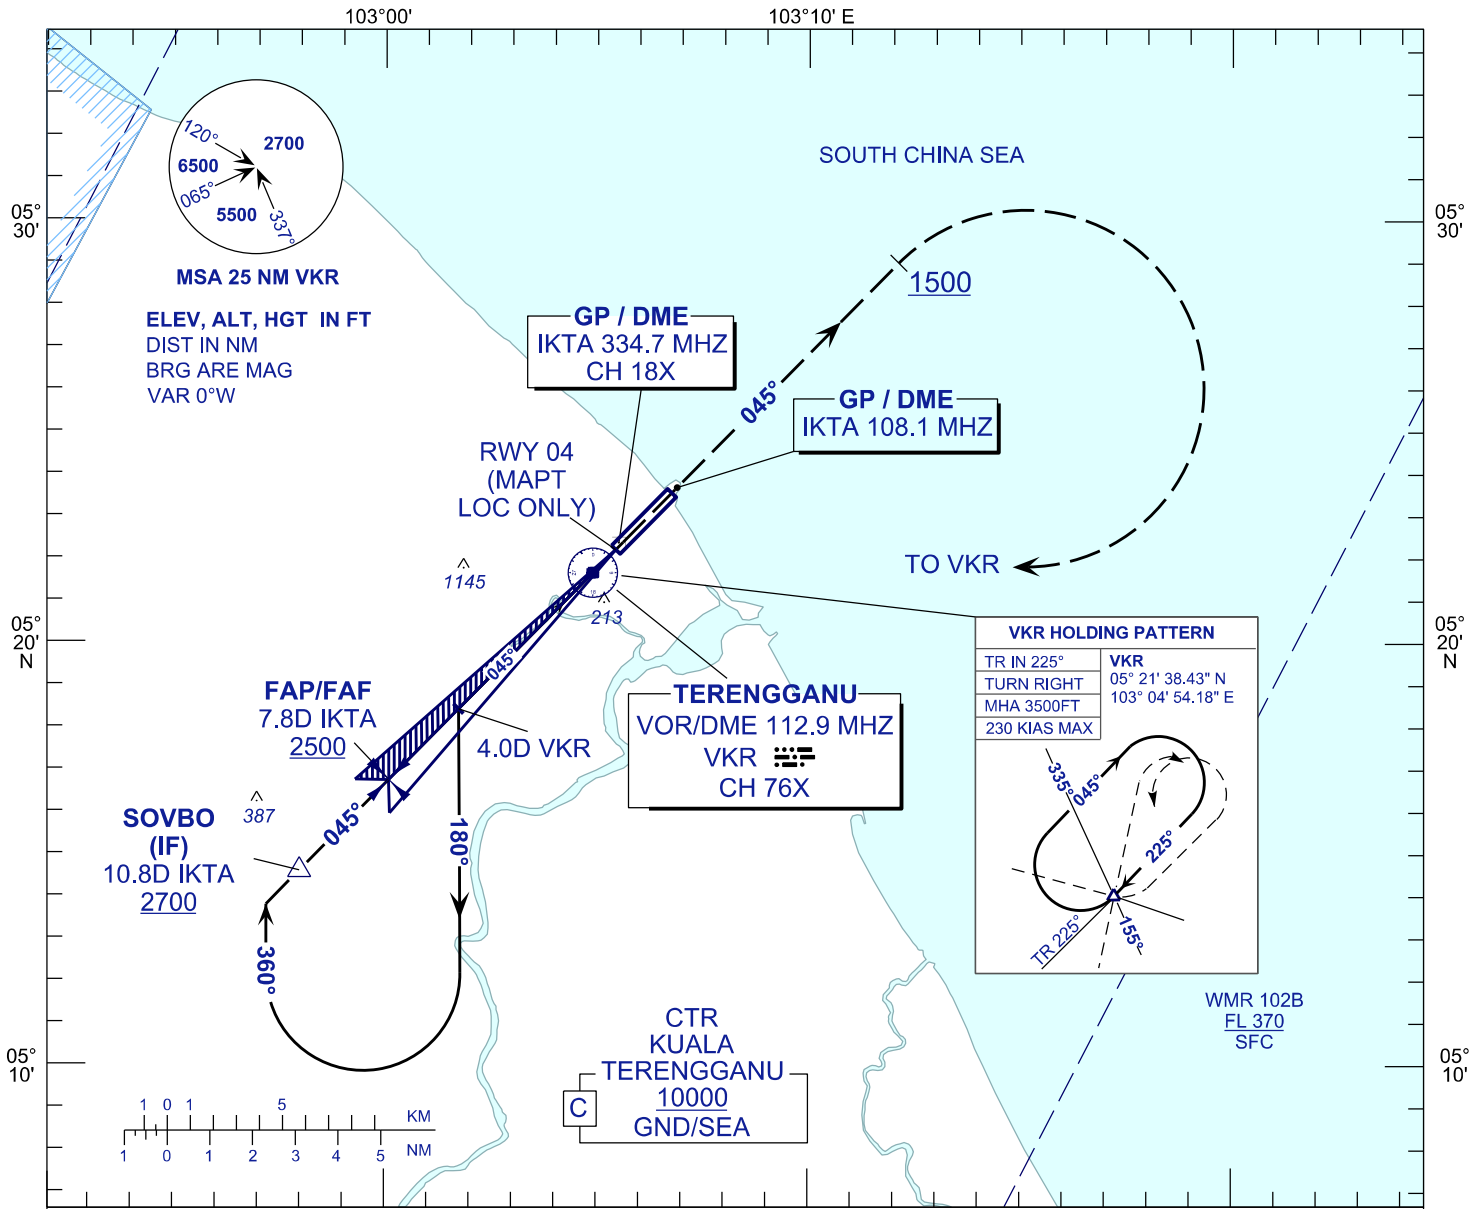 103°00'
103°10' E
120°
2700
6500
065°
5500
337°
MSA 25 NM VKR
ELEV, ALT, HGT IN FT
DIST IN NM
BRG ARE MAG
VAR 0°W
SOUTH CHINA SEA
05°
30'
05°
30'
1500
GP / DME
IKTA 334.7 MHZ
CH 18X
045°
GP / DME
IKTA 108.1 MHZ
RWY 04
(MAPT
LOC ONLY)
1145
213
TO VKR
05°
20'
N
05°
20'
N
045°
FAP/FAF
7.8D IKTA
2500
4.0D VKR
TERENGGANU
VOR/DME 112.9 MHZ
VKR
CH 76X
VKR HOLDING PATTERN
TR IN 225°
TURN RIGHT
MHA 3500FT
230 KIAS MAX
VKR
05° 21' 38.43" N
103° 04' 54.18" E
335°
045°
225°
TR 225°
155°
387
SOVBO
(IF)
10.8D IKTA
2700
045°
180°
360°
WMR 102B
FL 370
SFC
CTR
KUALA
TERENGGANU
10000
GND/SEA
C
05°
10'
05°
10'
1 0 1 5 KM
1 0 1 2 3 4 5 NM